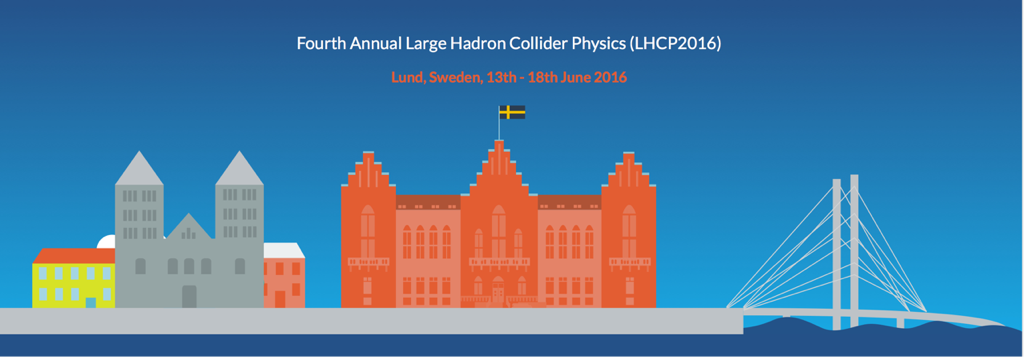 Fourth Annual Large Hadron Collider Physics (LHCP2016)
Lund, Sweden, 13th - 18th June 2016